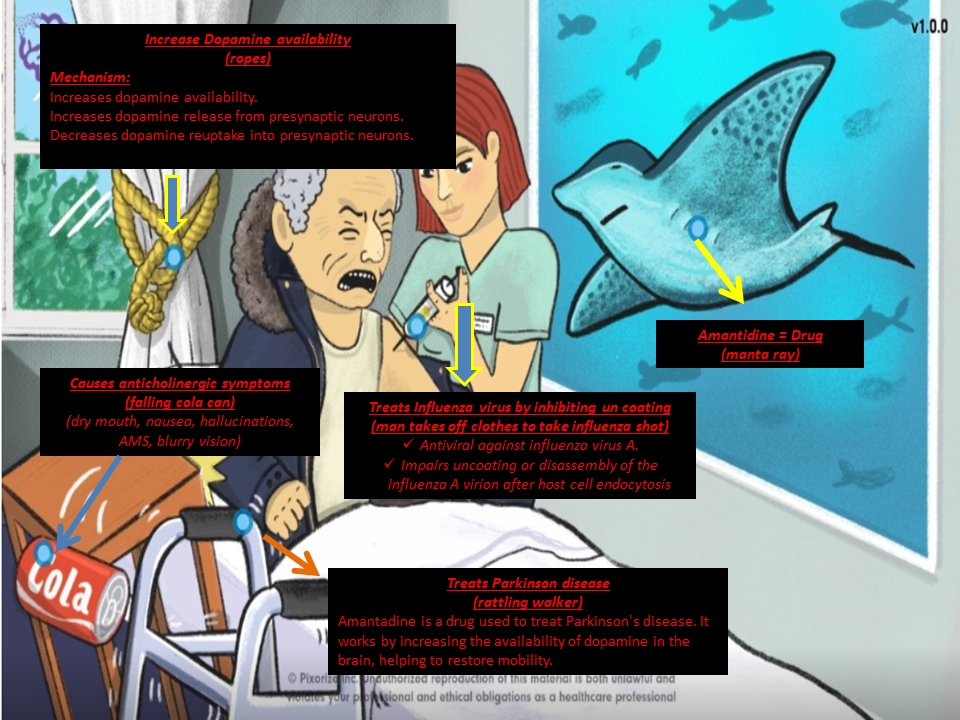 v1.0.0
Increase Dopamine availability
(ropes)
Mechanism:
Increases dopamine availability.
Increases dopamine release from presynaptic neurons.
Decreases dopamine reuptake into presynaptic neurons.
Amantidine = Drug
(manta ray)
Causes anticholinergic symptoms
(falling cola can)
(dry mouth, nausea, hallucinations,
AMS, blurry vision)
Treats Influenza virus by inhibiting un coating
(man takes off clothes to take influenza shot)
✓ Antiviral against influenza virus A.
✓ Impairs uncoating or disassembly of the
influenza A virion after host cell endocytosis
Cola
Treats Parkinson disease
(rattling walker)
Amantadine is a drug used to treat Parkinson's disease. It
works by increasing the availability of dopamine in the
brain, helping to restore mobility.
© Pixorize Inc. Unauthorized reproduction of this material is both unlawful and
violates your professional and ethical obligations as a healthcare professional